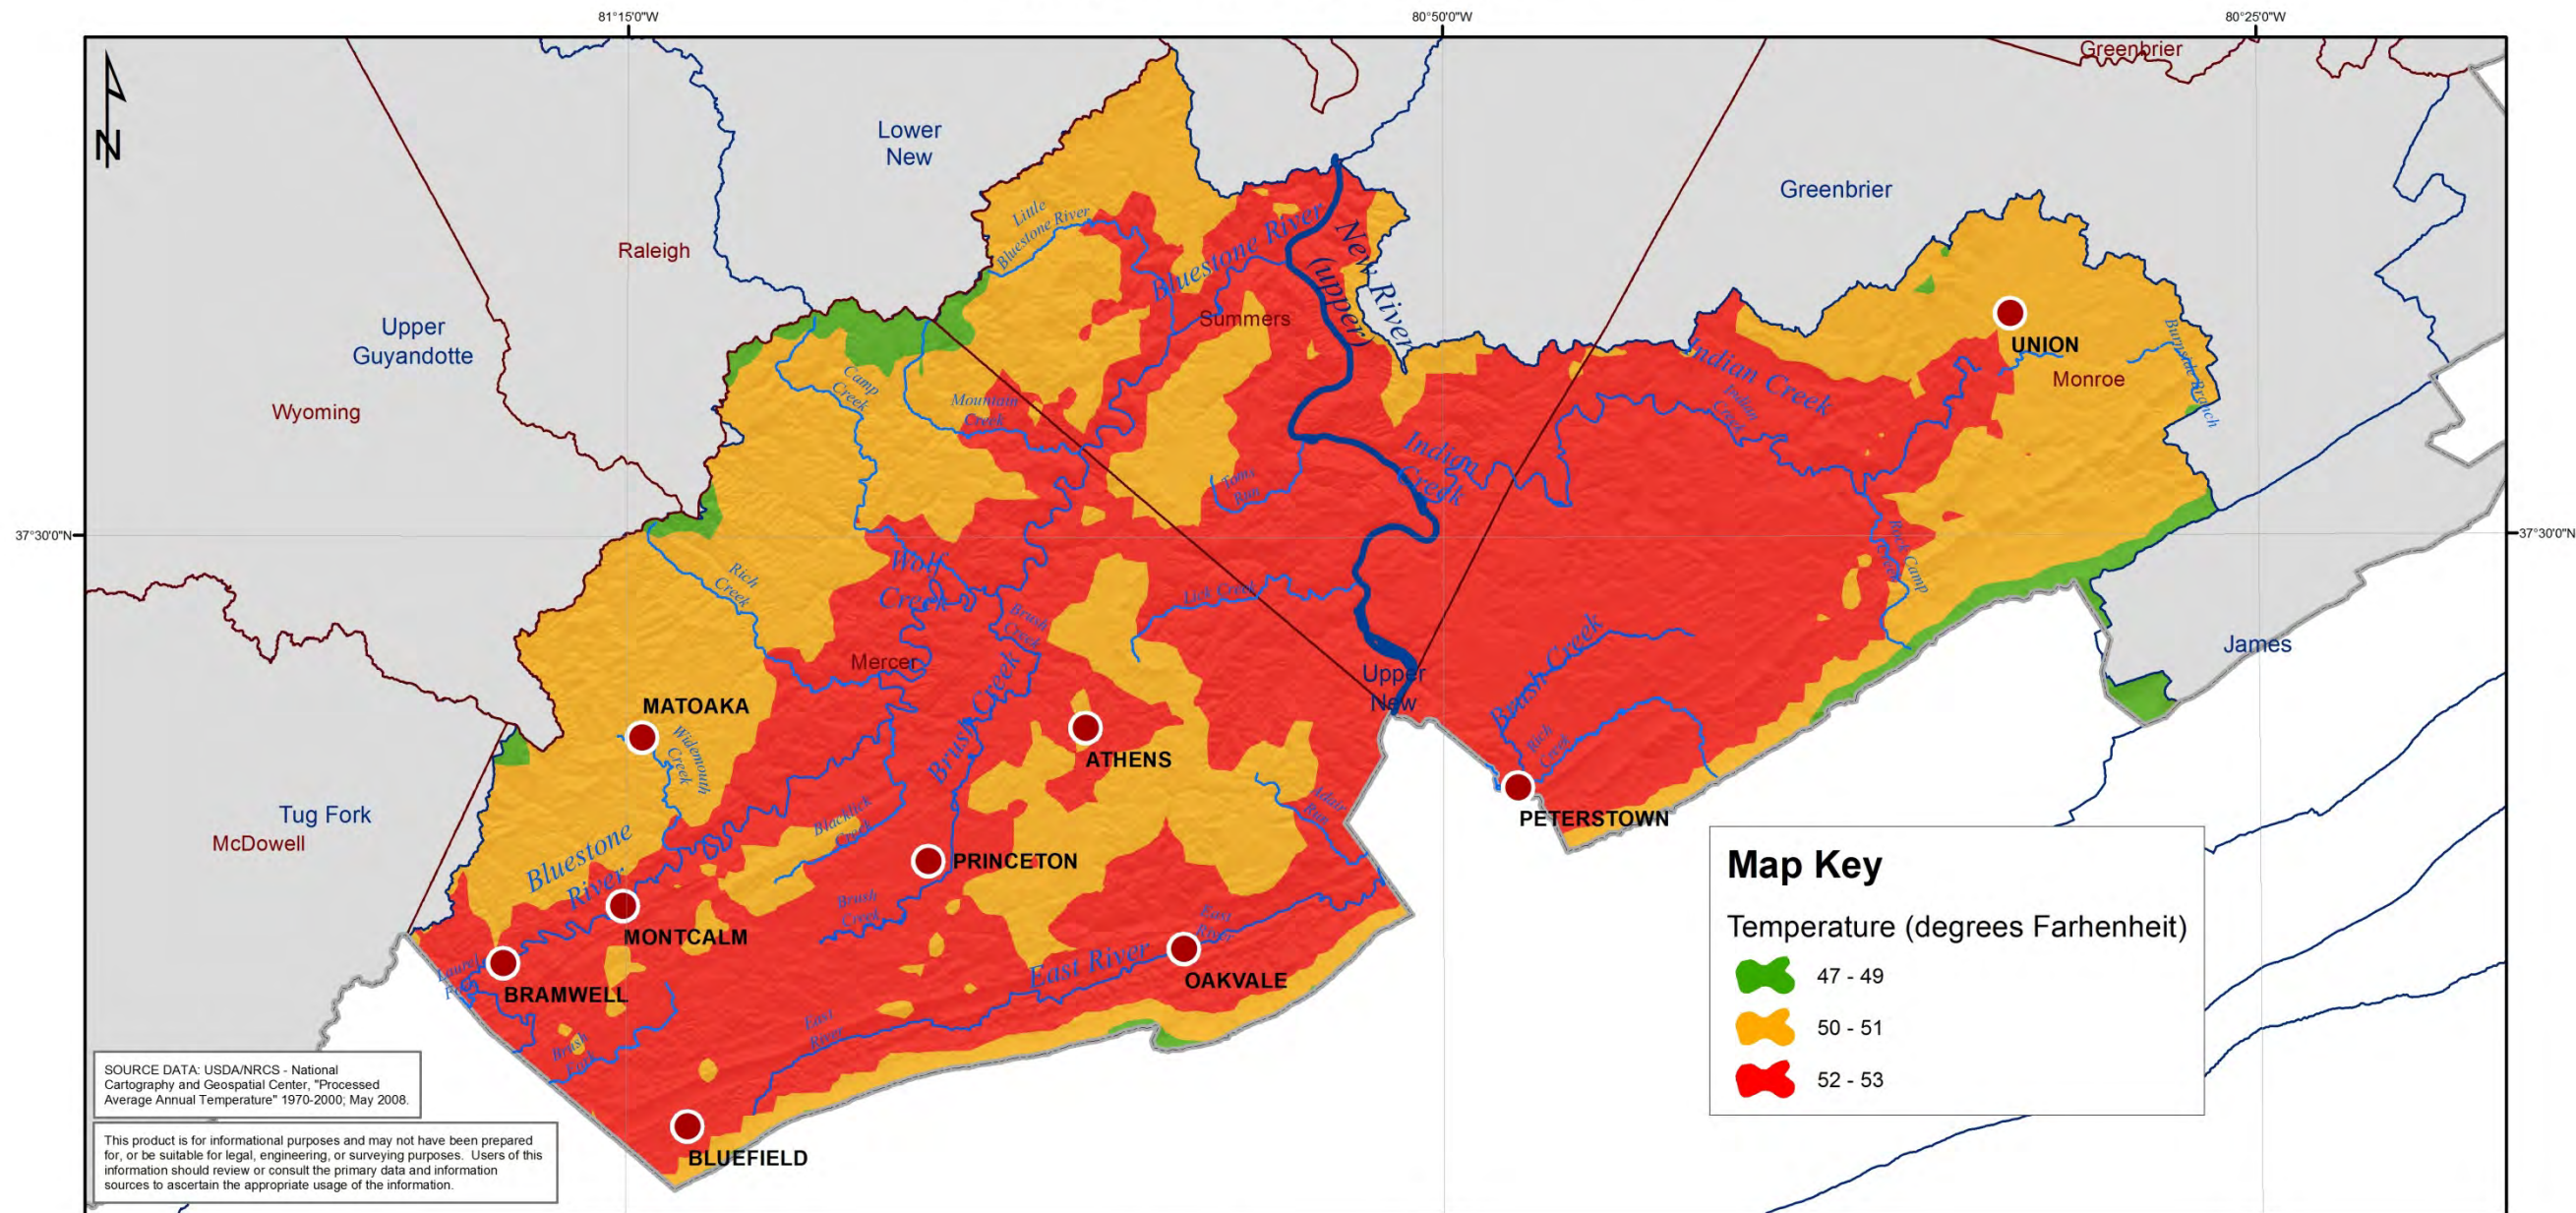 81°15'0"W
80°50'0"W
80°25'0"W
Greenbrier
N
Lower
New
Greenbrier
Raleigh
Little
Bluestone River
Bluestone River
New River
(upper)
Summers
Upper
Guyandotte
Wyoming
Camp
Creek
Mountain
Creek
Indian Creek
Indian
Creek
UNION
Monroe
Burnside Branch
Indian
Creek
Toms
Run
37°30'0"N
37°30'0"N
Rich
Creek
Wolf
Creek
Brush
Creek
Lick Creek
Rock Camp
Creek
Mercer
Brush Creek
Upper
New
Brush Creek
Rich
Creek
James
MATOAKA
Widemouth
Creek
ATHENS
Adair
Run
PETERSTOWN
Tug Fork
McDowell
Bluestone
River
Blacklick
Creek
PRINCETON
Brush
Creek
MONTCALM
East
River
East River
OAKVALE
Laurel
Fork
BRAMWELL
East
River
Brush
Fork
BLUEFIELD
Map Key
Temperature (degrees Farhenheit)
47 - 49
50 - 51
52 - 53
SOURCE DATA: USDA/NRCS - National
Cartography and Geospatial Center, "Processed
Average Annual Temperature" 1970-2000; May 2008.
This product is for informational purposes and may not have been prepared
for, or be suitable for legal, engineering, or surveying purposes. Users of this
information should review or consult the primary data and information
sources to ascertain the appropriate usage of the information.